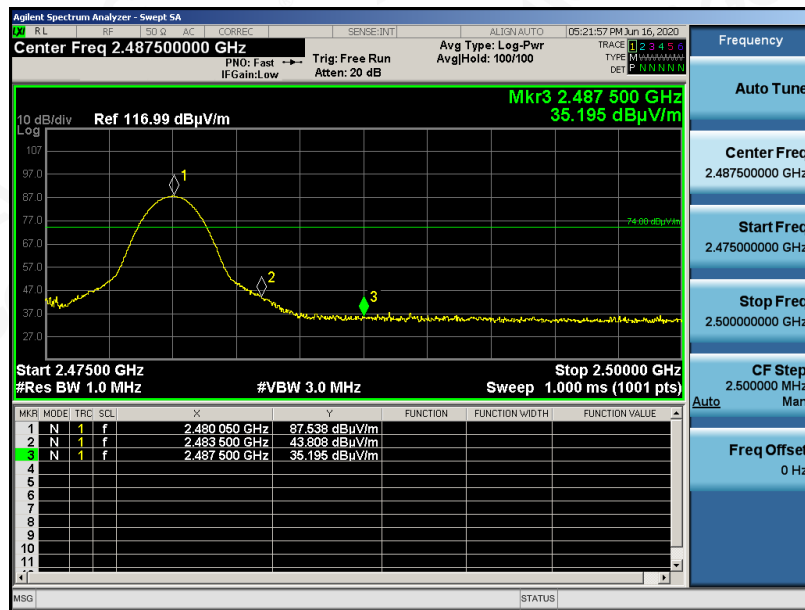 Agilent Spectrum Analyzer - Swept SA
LXI RL RF 50 Ω AC CORREC SENSE:INT ALIGN AUTO 05:21:57 PM Jun 16, 2020
Center Freq 2.487500000 GHz
PNO: Fast
IFGain:Low
Trig: Free Run
Atten: 20 dB
Avg Type: Log-Pwr
Avg|Hold: 100/100
TRACE 1 2 3 4 5 6
TYPE M
DET P N N N N N
Mkr3 2.487 500 GHz
35.195 dBµV/m
10 dB/div Ref 116.99 dBµV/m
Log
107
97.0
87.0
77.0
67.0
57.0
47.0
37.0
27.0
1
2
3
74.00 dBµV/m
Start 2.47500 GHz Stop 2.50000 GHz
#Res BW 1.0 MHz #VBW 3.0 MHz Sweep 1.000 ms (1001 pts)
MKR MODE TRC SCL X Y FUNCTION FUNCTION WIDTH FUNCTION VALUE
1 N 1 f 2.480 050 GHz 87.538 dBµV/m
2 N 1 f 2.483 500 GHz 43.808 dBµV/m
3 N 1 f 2.487 500 GHz 35.195 dBµV/m
4
5
6
7
8
9
10
11
MSG STATUS
Frequency
Auto Tune
Center Freq
2.487500000 GHz
Start Freq
2.475000000 GHz
Stop Freq
2.500000000 GHz
CF Step
2.500000 MHz
Auto Man
Freq Offset
0 Hz